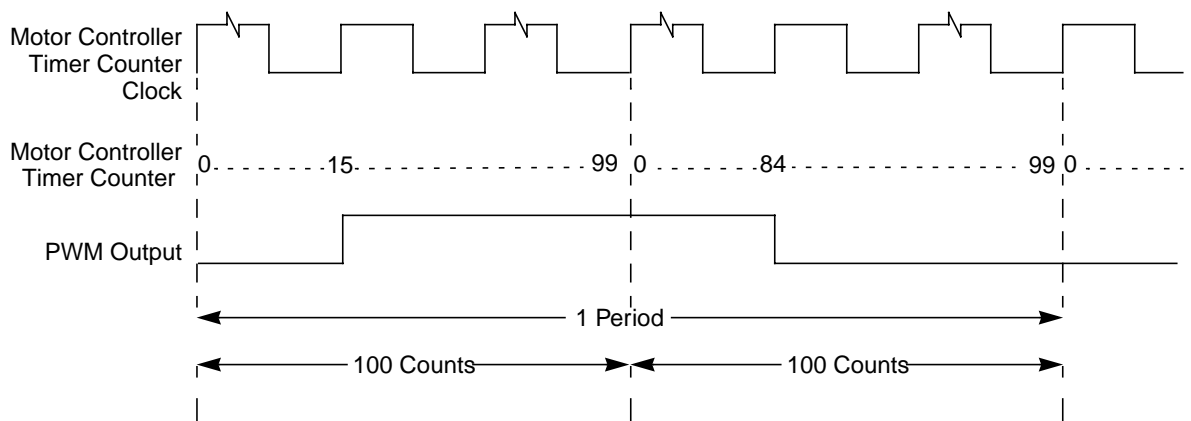 Motor Controller
Timer Counter
Clock
Motor Controller
Timer Counter
0 15 99 0 84 99 0
PWM Output
1 Period
100 Counts 100 Counts